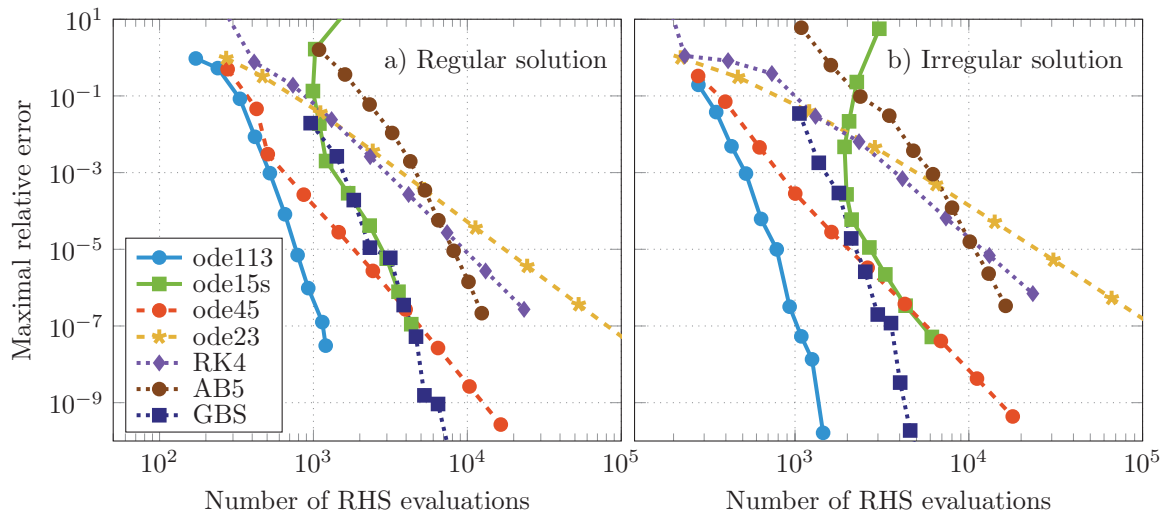 10^1
10^-1
10^-3
10^-5
10^-7
10^-9
Maximal relative error
a) Regular solution
ode113
ode15s
ode45
ode23
RK4
AB5
GBS
10^2
10^3
10^4
10^5
Number of RHS evaluations
b) Irregular solution
10^3
10^4
10^5
Number of RHS evaluations